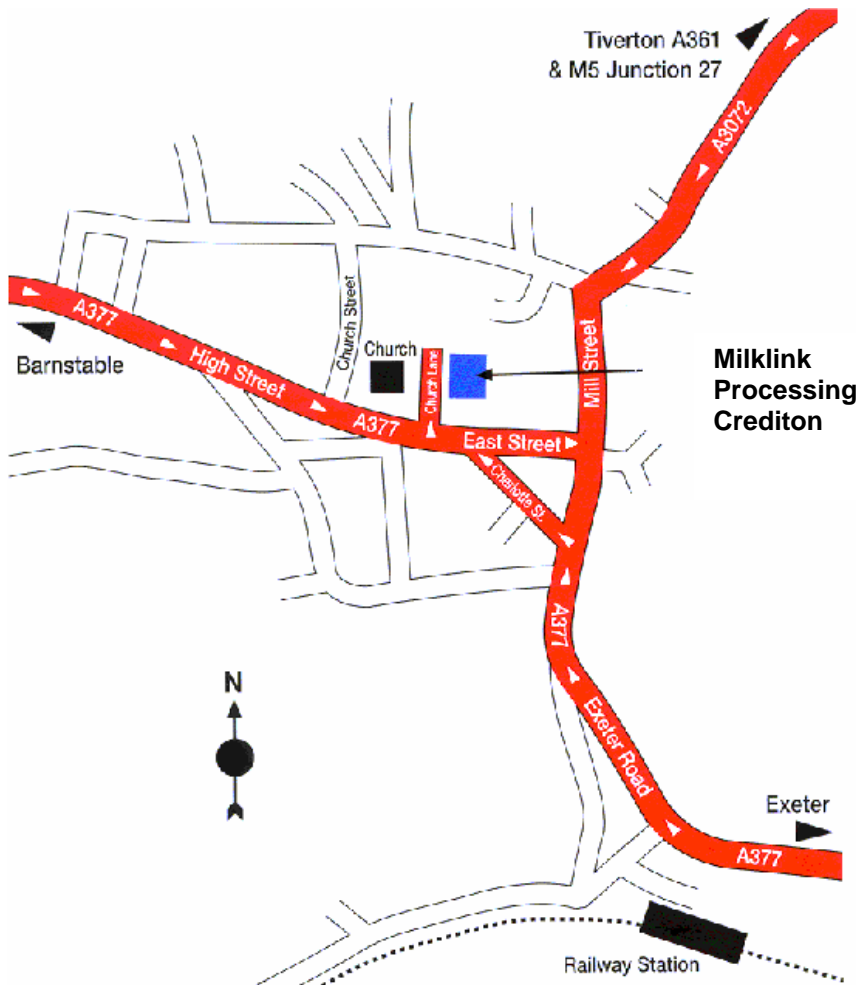 Tiverton A361
& M5 Junction 27
A3072
A377
Barnstable
High Street
Church Street
Church
Church Lane
A377
East Street
Mill Street
Milklink
Processing
Crediton
Charlotte St.
A377
N
Exeter Road
Exeter
A377
Railway Station